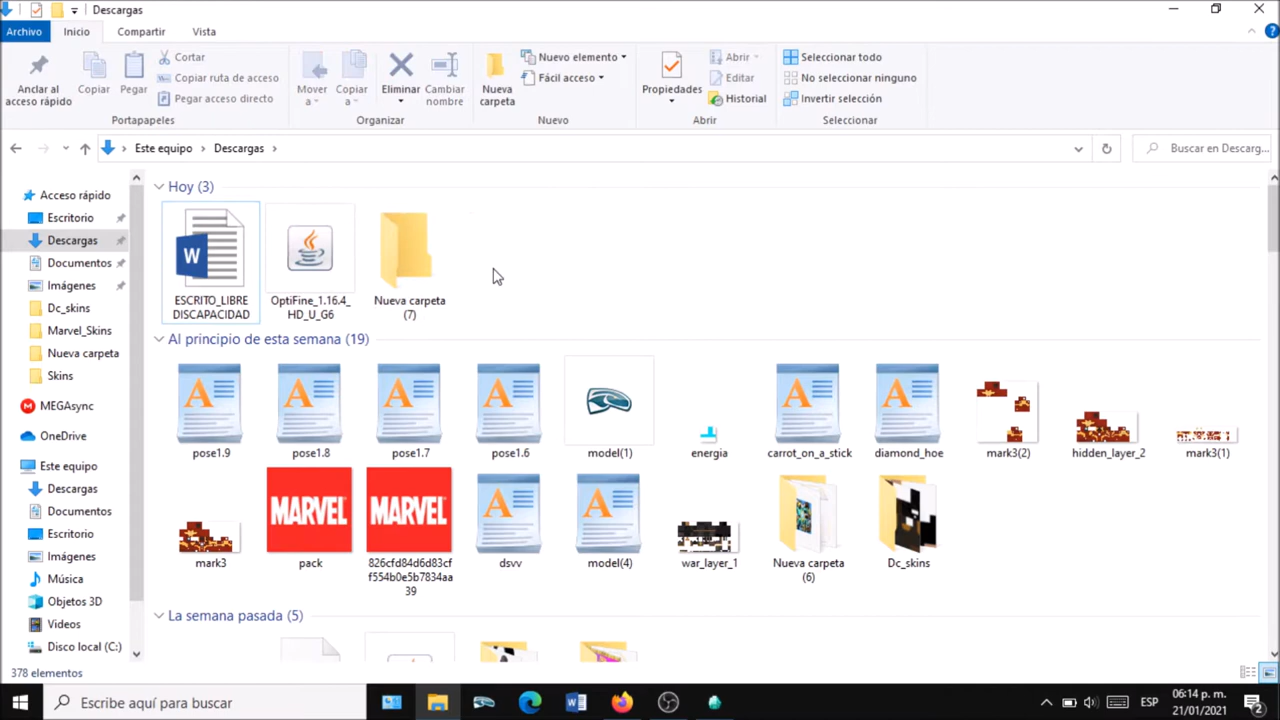 Descargas
Archivo Inicio Compartir Vista
Anclar al acceso rápido
Copiar
Pegar
Cortar
Copiar ruta de acceso
Pegar acceso directo
Portapapeles
Mover a
Copiar a
Eliminar
Cambiar nombre
Organizar
Nueva carpeta
Nuevo elemento
Fácil acceso
Nuevo
Propiedades
Abrir
Editar
Historial
Abrir
Seleccionar todo
No seleccionar ninguno
Invertir selección
Seleccionar
Este equipo Descargas
Buscar en Descarg...
Acceso rápido
Escritorio
Descargas
Documentos
Imágenes
Dc_skins
Marvel_Skins
Nueva carpeta
Skins
MEGAsync
OneDrive
Este equipo
Descargas
Documentos
Escritorio
Imágenes
Música
Objetos 3D
Videos
Disco local (C:)
Hoy (3)
W
ESCRITO_LIBRE
DISCAPACIDAD
OptiFine_1.16.4_
HD_U_G6
Nueva carpeta
(7)
Al principio de esta semana (19)
pose1.9
pose1.8
pose1.7
pose1.6
model(1)
energia
carrot_on_a_stick
diamond_hoe
mark3(2)
hidden_layer_2
mark3(1)
mark3
MARVEL
pack
MARVEL
826cfd84d6d83cf
f554b0e5b7834aa
39
dsvv
model(4)
war_layer_1
Nueva carpeta
(6)
Dc_skins
La semana pasada (5)
378 elementos
Escribe aquí para buscar
ESP
06:14 p. m.
21/01/2021
2